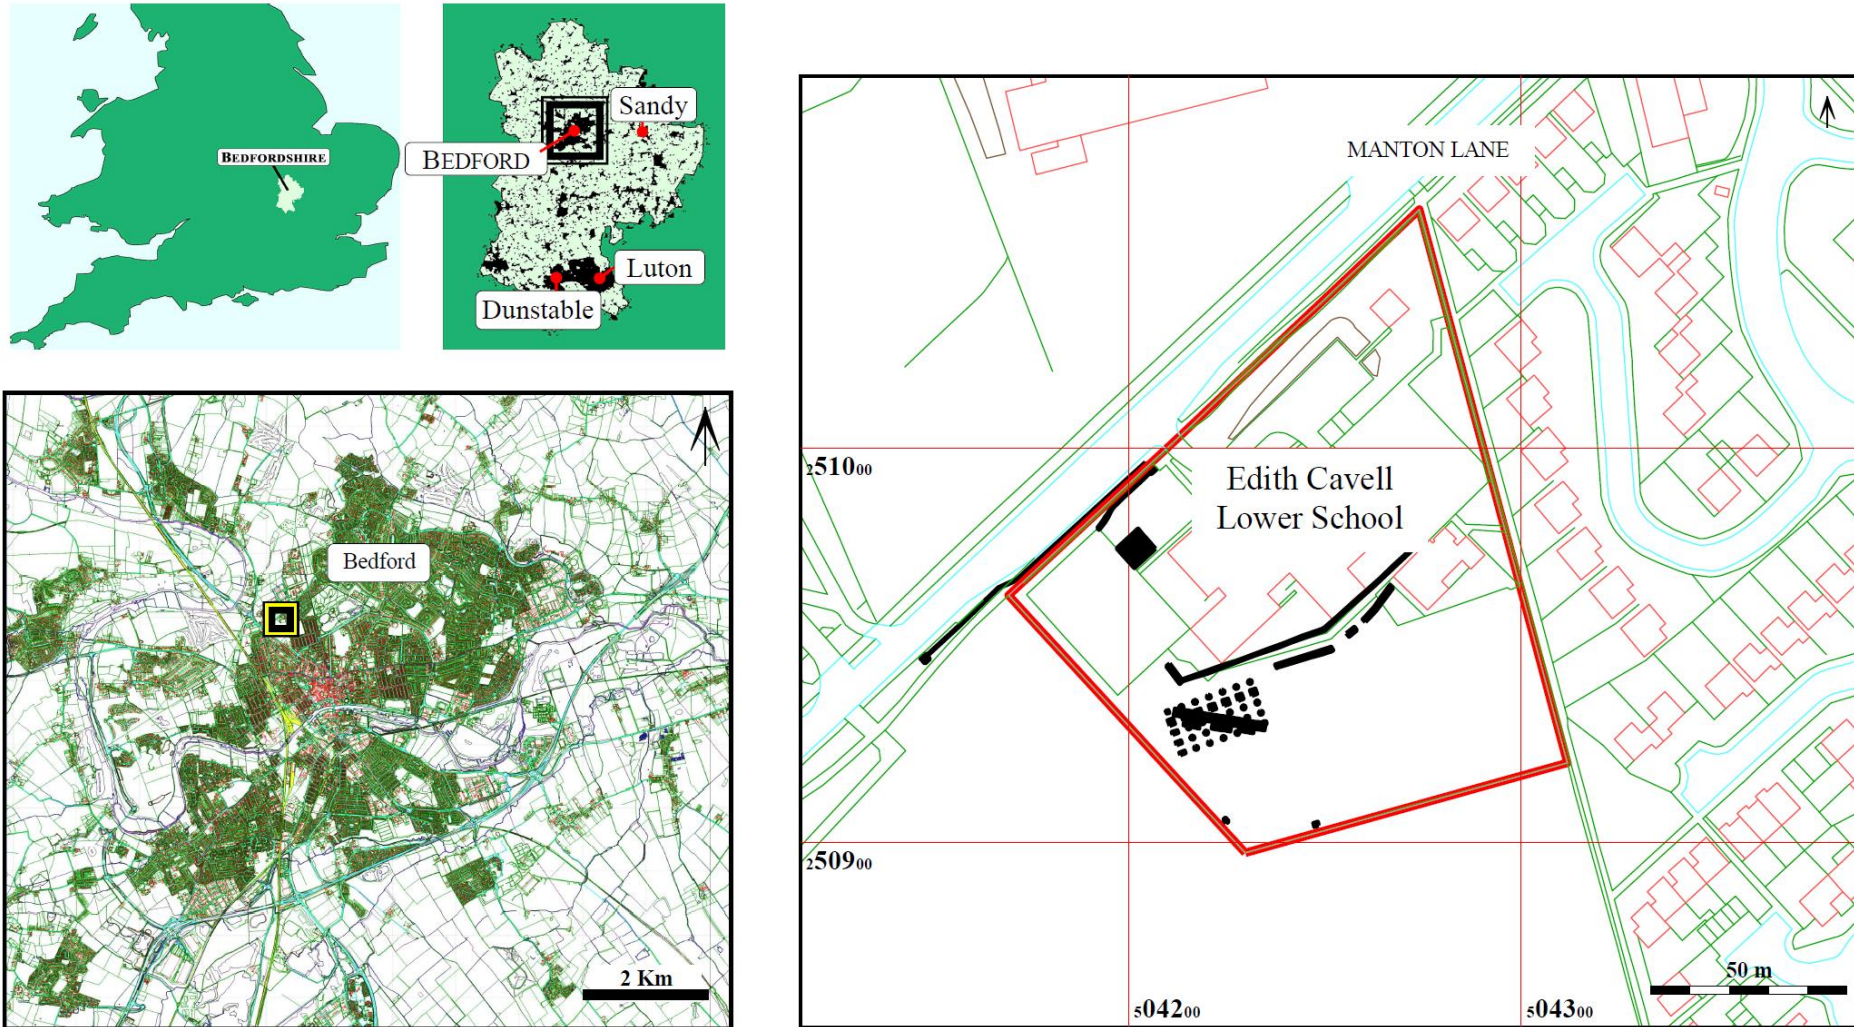 BEDFORDSHIRE
BEDFORD
Sandy
Luton
Dunstable
Bedford
2 Km
MANTON LANE
251000
Edith Cavell
Lower School
250900
504200
504300
50 m